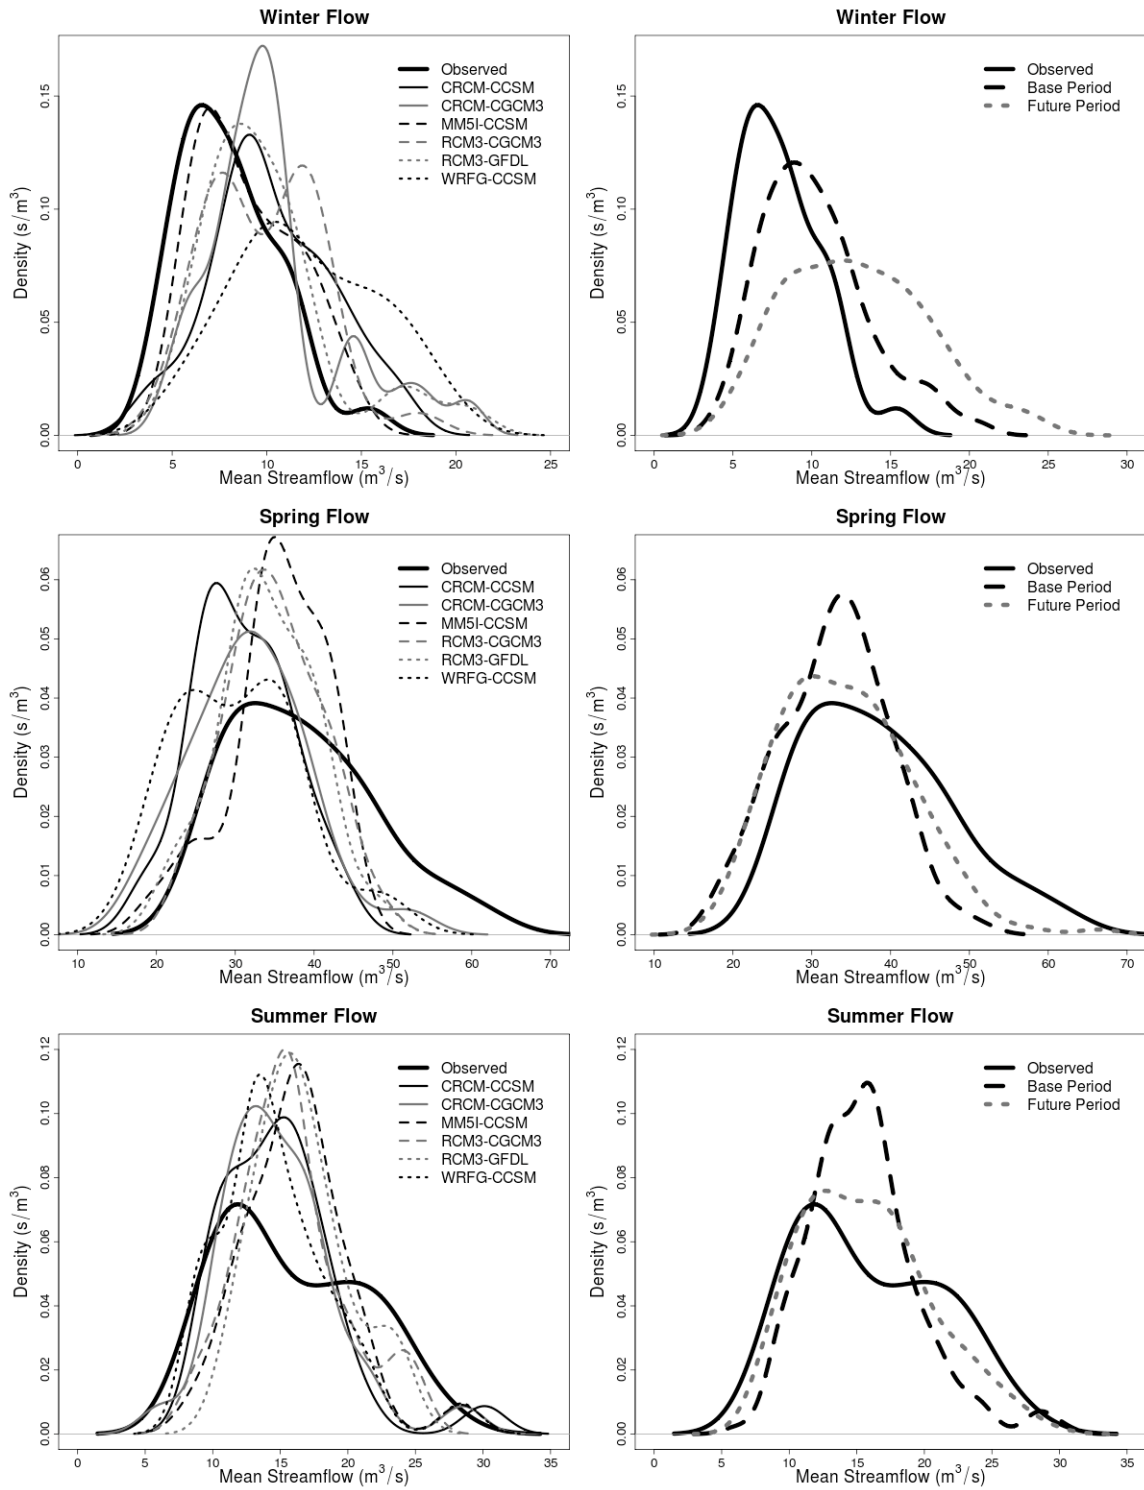 Winter Flow
Density (s/m³)
0.00 0.05 0.10 0.15
Observed
CRCM-CCSM
CRCM-CGCM3
MM5I-CCSM
RCM3-CGCM3
RCM3-GFDL
WRFG-CCSM
0 5 10 15 20 25
Mean Streamflow (m³/s)
Winter Flow
Density (s/m³)
0.00 0.05 0.10 0.15
Observed
Base Period
Future Period
0 5 10 15 20 25 30
Mean Streamflow (m³/s)
Spring Flow
Density (s/m³)
0.00 0.01 0.02 0.03 0.04 0.05 0.06
Observed
CRCM-CCSM
CRCM-CGCM3
MM5I-CCSM
RCM3-CGCM3
RCM3-GFDL
WRFG-CCSM
10 20 30 40 50 60 70
Mean Streamflow (m³/s)
Spring Flow
Density (s/m³)
0.00 0.01 0.02 0.03 0.04 0.05 0.06
Observed
Base Period
Future Period
10 20 30 40 50 60 70
Mean Streamflow (m³/s)
Summer Flow
Density (s/m³)
0.00 0.02 0.04 0.06 0.08 0.10 0.12
Observed
CRCM-CCSM
CRCM-CGCM3
MM5I-CCSM
RCM3-CGCM3
RCM3-GFDL
WRFG-CCSM
0 5 10 15 20 25 30 35
Mean Streamflow (m³/s)
Summer Flow
Density (s/m³)
0.00 0.02 0.04 0.06 0.08 0.10 0.12
Observed
Base Period
Future Period
0 5 10 15 20 25 30 35
Mean Streamflow (m³/s)